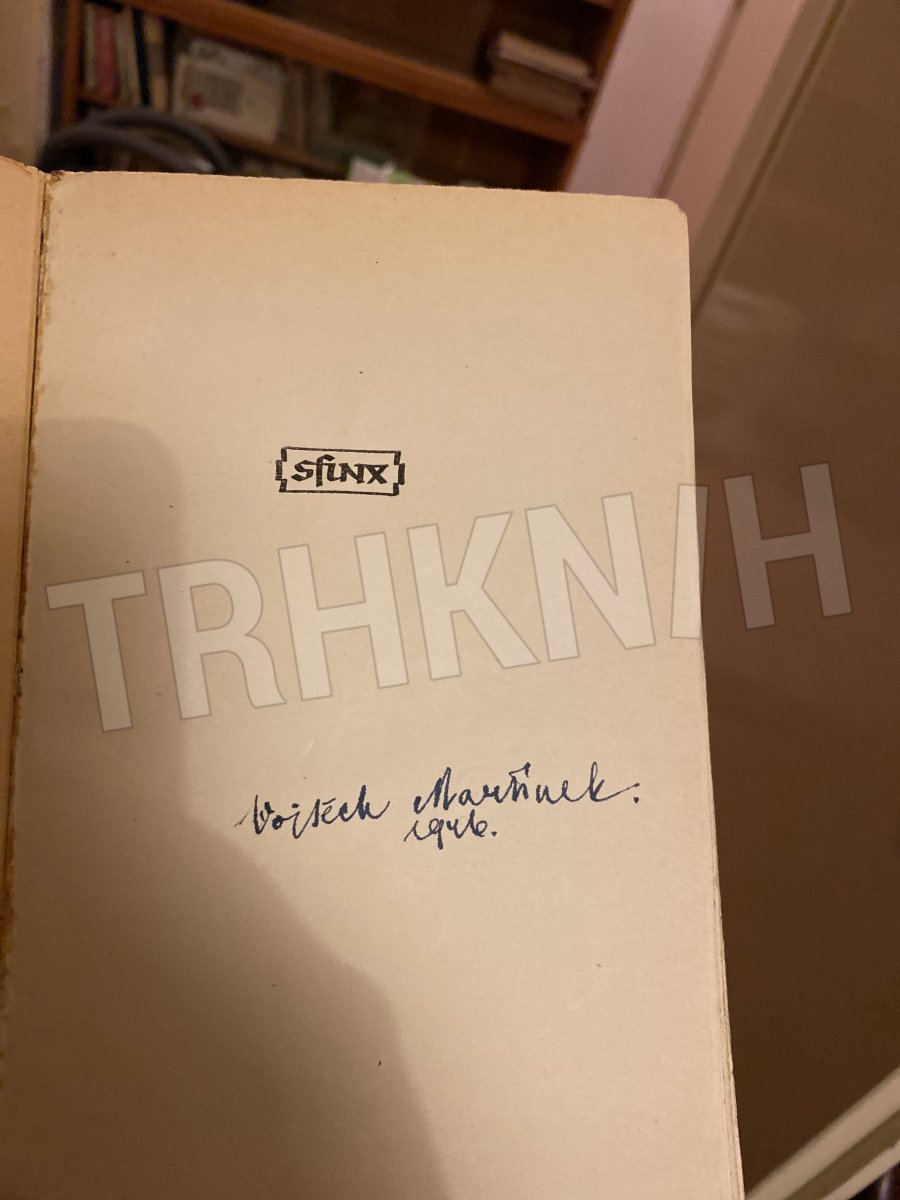 sfinx
TRHKNIH
Vojtěch Martínek.
1946.